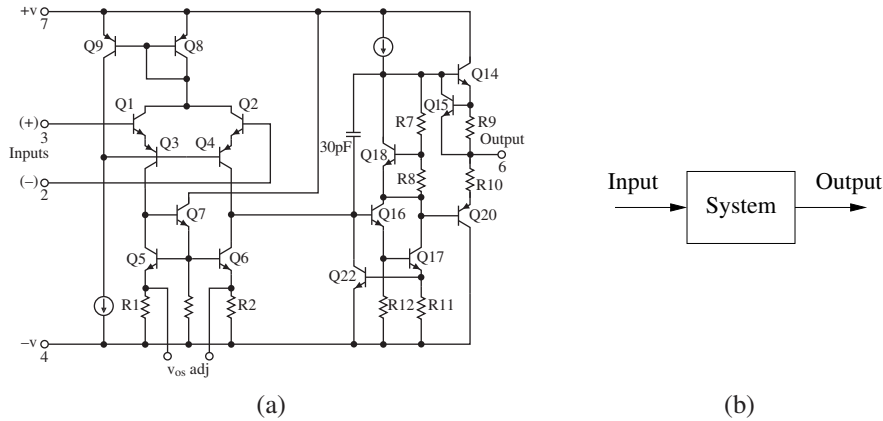 +v
7
Q9
Q8
Q14
Q1
Q2
Q15
R9
(+)
3
Q3
Q4
30pF
R7
Output
6
Inputs
Q18
(−)
2
R8
R10
Q7
Q16
Q20
Q5
Q6
Q17
Q22
R1
R2
R12
R11
−v
4
vos adj
(a)
Input
System
Output
(b)